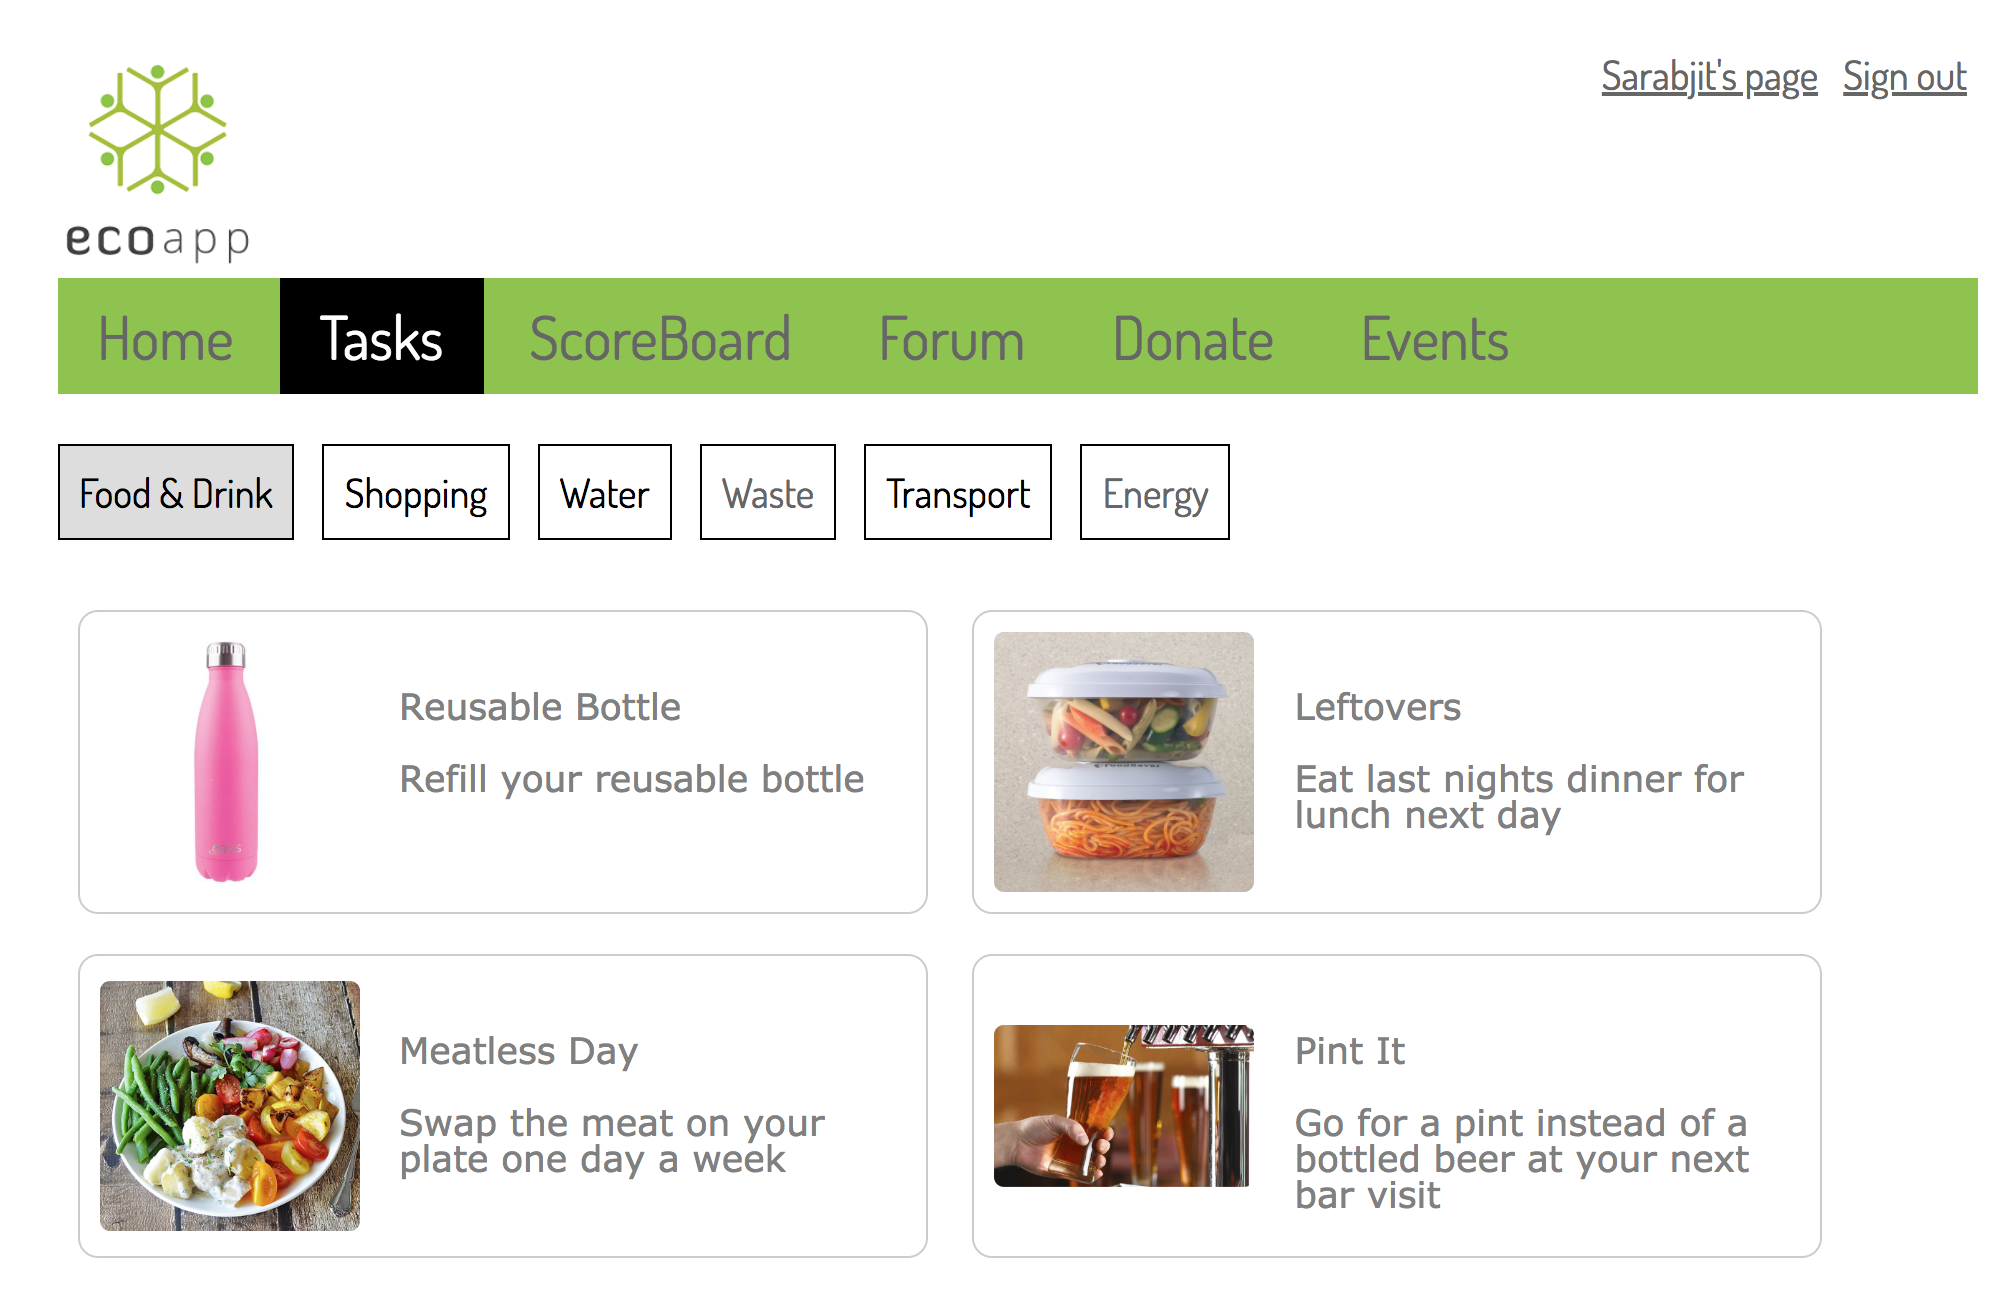 Sarabjit's page Sign out
ecoapp
Home Tasks ScoreBoard Forum Donate Events
Food & Drink Shopping Water Waste Transport Energy
Reusable Bottle
Refill your reusable bottle
Leftovers
Eat last nights dinner for
lunch next day
Meatless Day
Swap the meat on your
plate one day a week
Pint It
Go for a pint instead of a
bottled beer at your next
bar visit